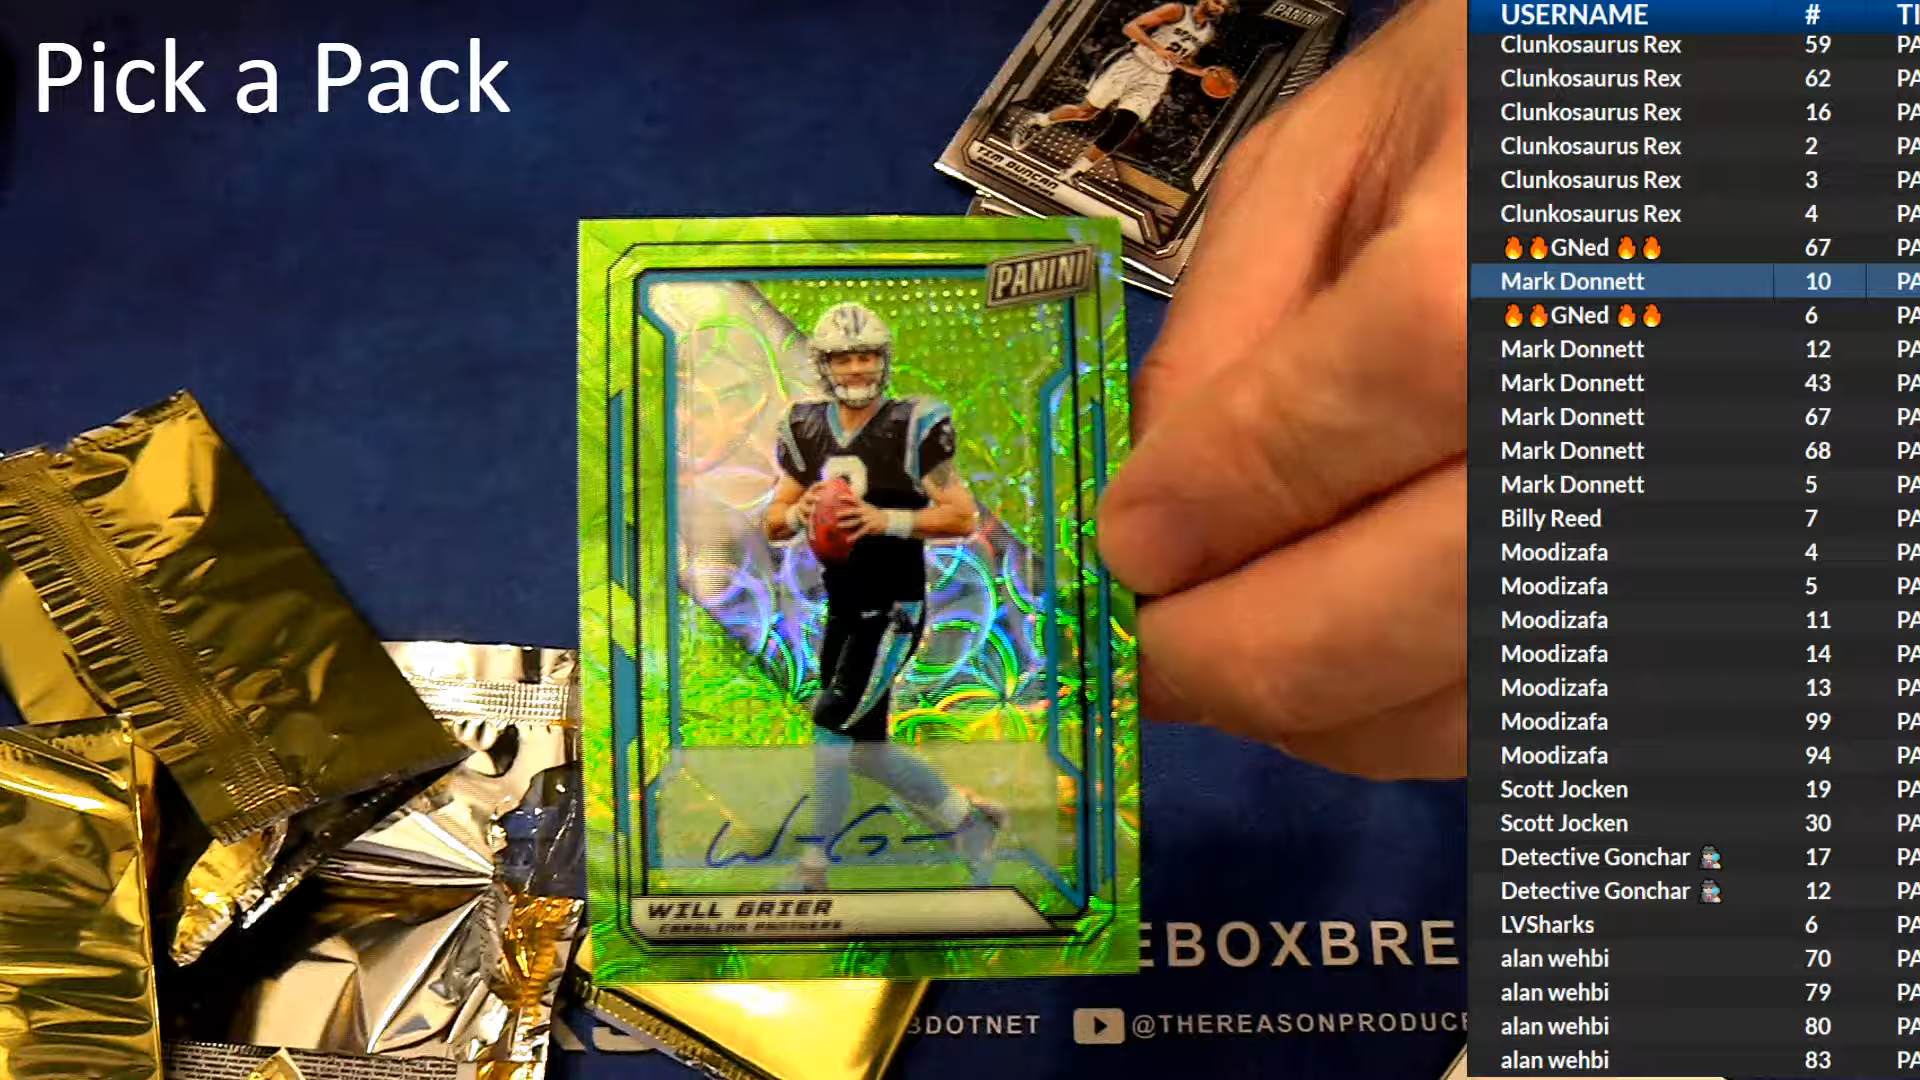 Pick a Pack
PANINI
TIM DUNCAN
PANINI
WILL GRIER
CAROLINA PANTHERS
EBOXBRE
BDOTNET
@THEREASONPRODUC
USERNAME # TI
Clunkosaurus Rex 59 PA
Clunkosaurus Rex 62 PA
Clunkosaurus Rex 16 PA
Clunkosaurus Rex 2 PA
Clunkosaurus Rex 3 PA
Clunkosaurus Rex 4 PA
🔥🔥GNed 🔥🔥 67 PA
Mark Donnett 10 PA
🔥🔥GNed 🔥🔥 6 PA
Mark Donnett 12 PA
Mark Donnett 43 PA
Mark Donnett 67 PA
Mark Donnett 68 PA
Mark Donnett 5 PA
Billy Reed 7 PA
Moodizafa 4 PA
Moodizafa 5 PA
Moodizafa 11 PA
Moodizafa 14 PA
Moodizafa 13 PA
Moodizafa 99 PA
Moodizafa 94 PA
Scott Jocken 19 PA
Scott Jocken 30 PA
Detective Gonchar 17 PA
Detective Gonchar 12 PA
LVSharks 6 PA
alan wehbi 70 PA
alan wehbi 79 PA
alan wehbi 80 PA
alan wehbi 83 PA